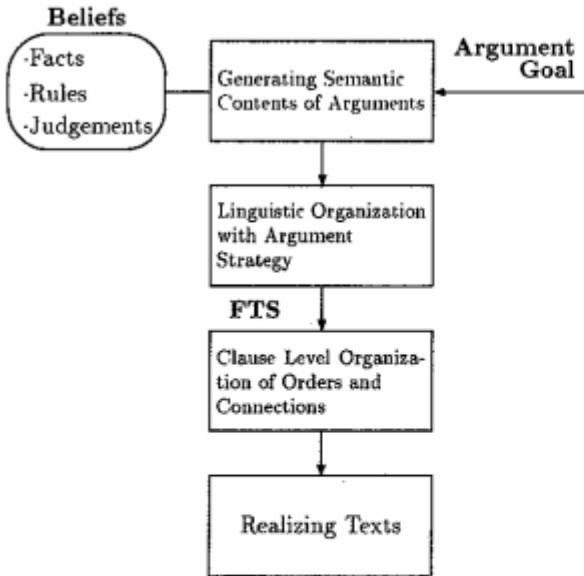 Beliefs
-Facts
-Rules
-Judgements
Argument
Goal
Generating Semantic
Contents of Arguments
Linguistic Organization
with Argument
Strategy
FTS
Clause Level Organiza-
tion of Orders and
Connections
Realizing Texts